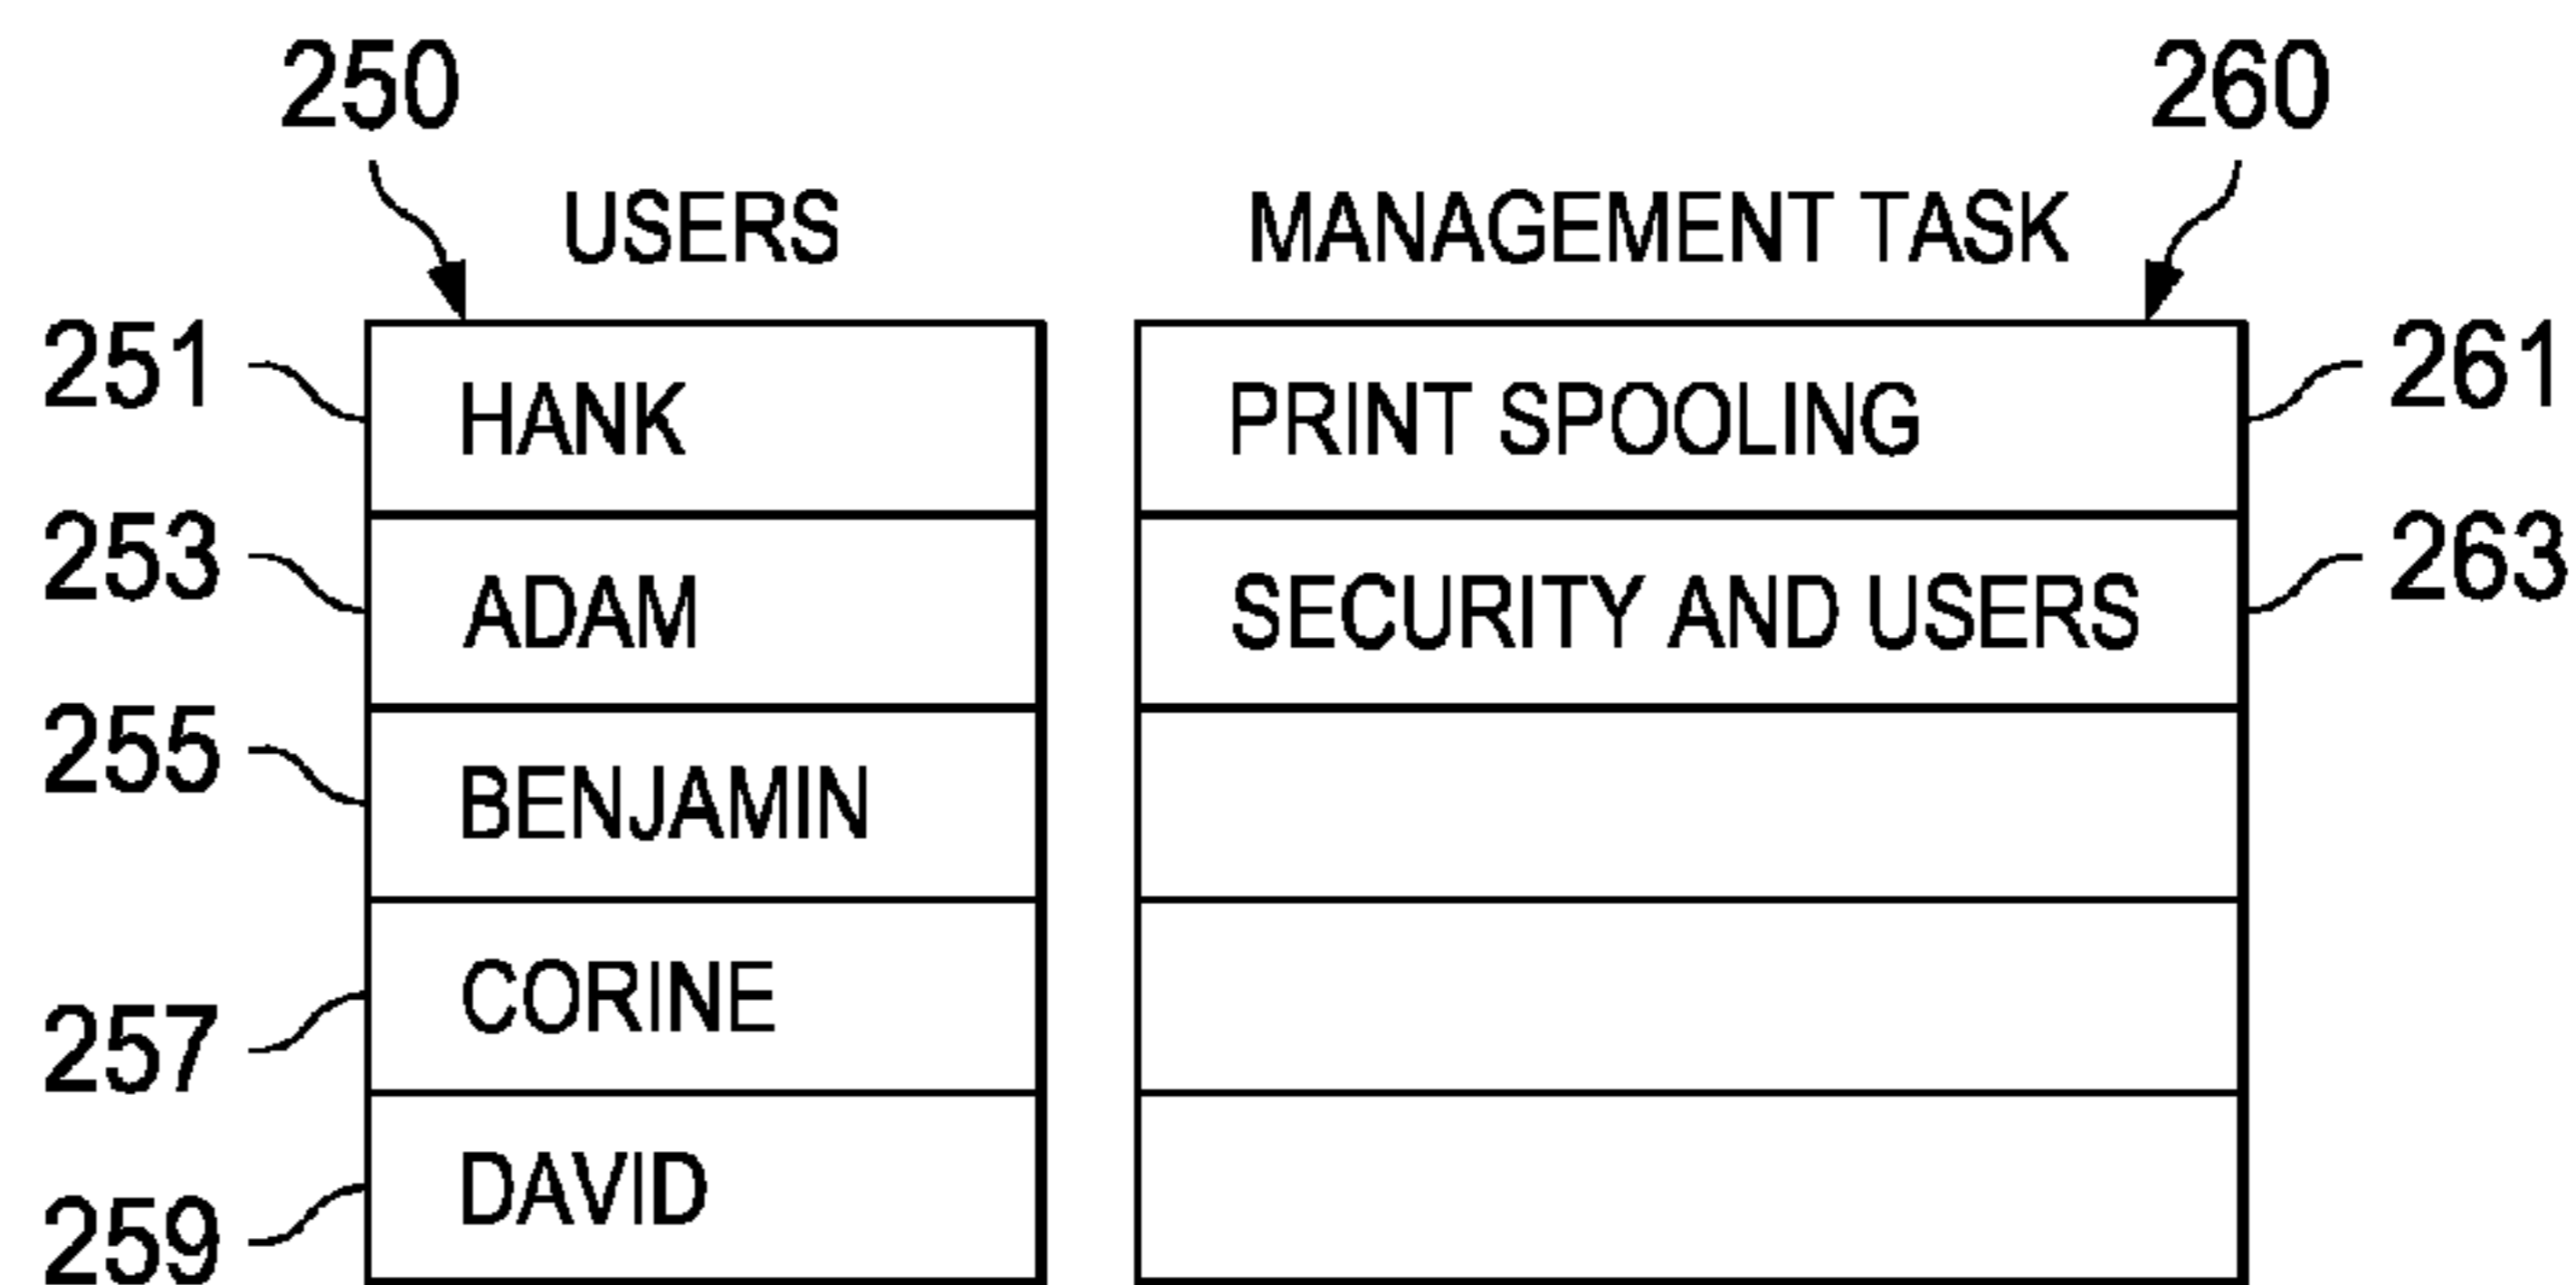 250 260
USERS MANAGEMENT TASK
251 HANK PRINT SPOOLING 261
253 ADAM SECURITY AND USERS 263
255 BENJAMIN
257 CORINE
259 DAVID